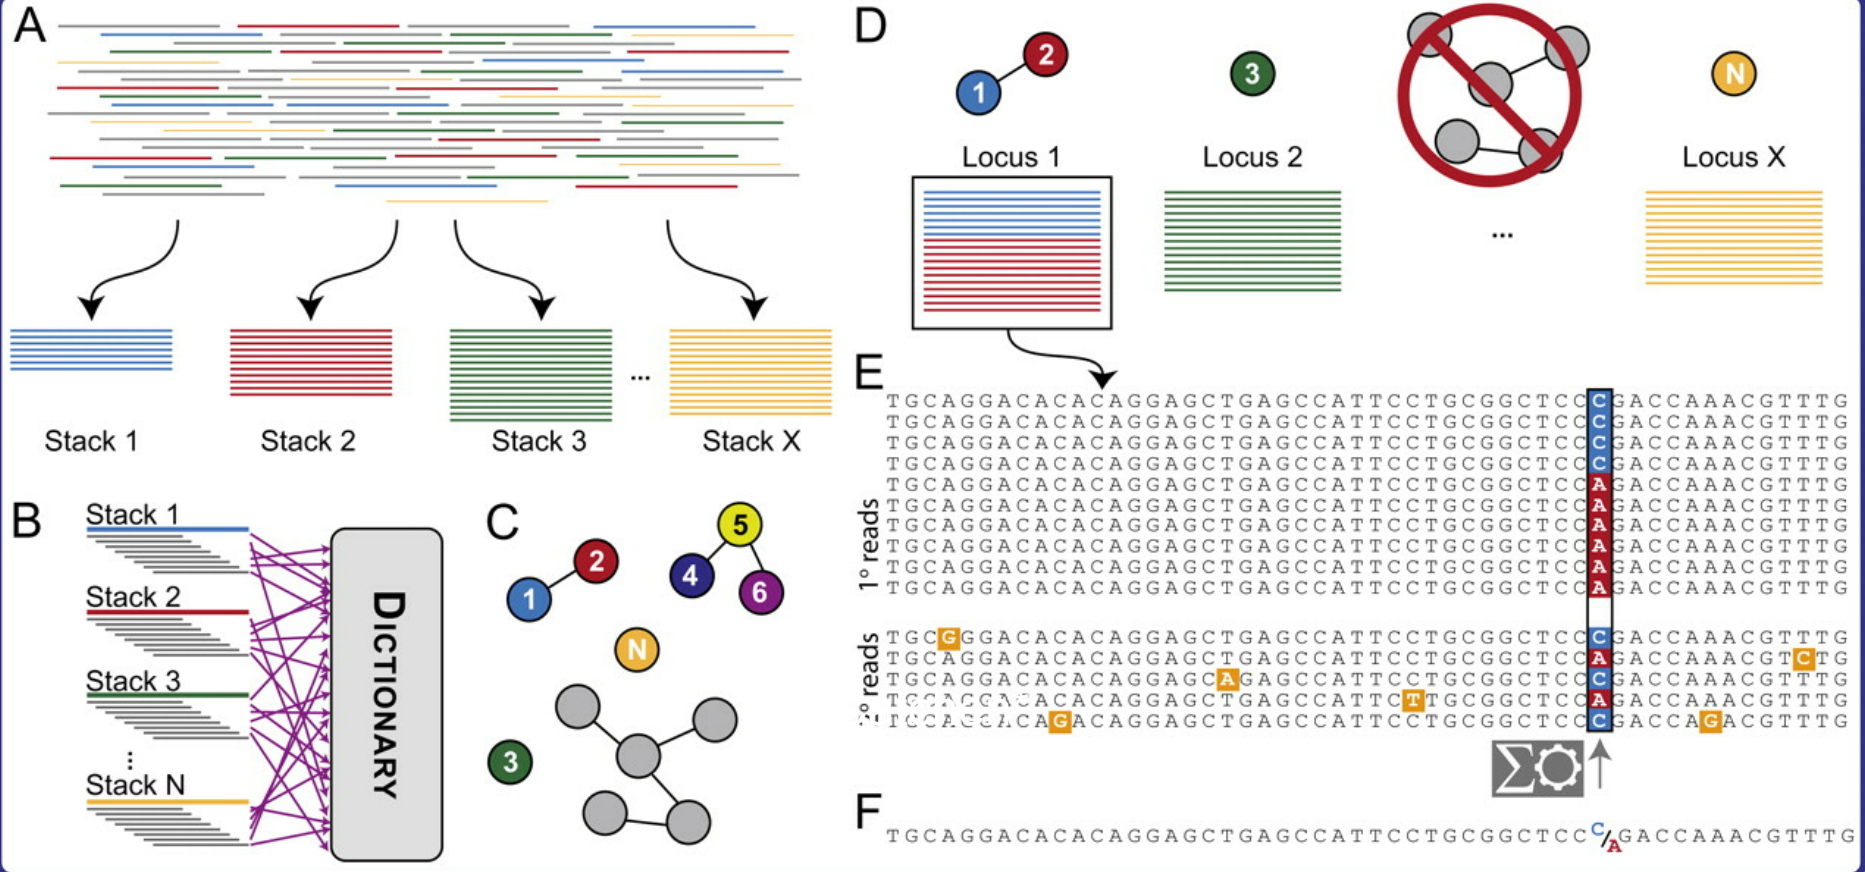 A
Stack 1
Stack 2
Stack 3
...
Stack X
B
Stack 1
Stack 2
Stack 3
...
Stack N
DICTIONARY
C
1
2
4
5
6
N
3
D
1
2
3
N
Locus 1
Locus 2
...
Locus X
E
1° reads
TGCAGGACACACAGGAGCTGAGCCATTCCTGCGGCTCCCGACCAAACGTTTG
TGCAGGACACACAGGAGCTGAGCCATTCCTGCGGCTCCCGACCAAACGTTTG
TGCAGGACACACAGGAGCTGAGCCATTCCTGCGGCTCCCGACCAAACGTTTG
TGCAGGACACACAGGAGCTGAGCCATTCCTGCGGCTCCCGACCAAACGTTTG
TGCAGGACACACAGGAGCTGAGCCATTCCTGCGGCTCCAGACCAAACGTTTG
TGCAGGACACACAGGAGCTGAGCCATTCCTGCGGCTCCAGACCAAACGTTTG
TGCAGGACACACAGGAGCTGAGCCATTCCTGCGGCTCCAGACCAAACGTTTG
TGCAGGACACACAGGAGCTGAGCCATTCCTGCGGCTCCAGACCAAACGTTTG
TGCAGGACACACAGGAGCTGAGCCATTCCTGCGGCTCCAGACCAAACGTTTG
TGCAGGACACACAGGAGCTGAGCCATTCCTGCGGCTCCAGACCAAACGTTTG
reads
TGCGGGACACACAGGAGCTGAGCCATTCCTGCGGCTCCCGACCAAACGTTTG
TGCAGGACACACAGGAGCTGAGCCATTCCTGCGGCTCCAGACCAAACGTCTG
TGCAGGACACACAGGAGCAGAGCCATTCCTGCGGCTCCCGACCAAACGTTTG
TGCAGGACACACAGGAGCTGAGCCATTCTTGCGGCTCCAGACCAAACGTTTG
TGCAGGACAGACAGGAGCTGAGCCATTCCTGCGGCTCCCGACCAGACGTTTG
Σ
F
TGCAGGACACACAGGAGCTGAGCCATTCCTGCGGCTCCC/AGACCAAACGTTTG